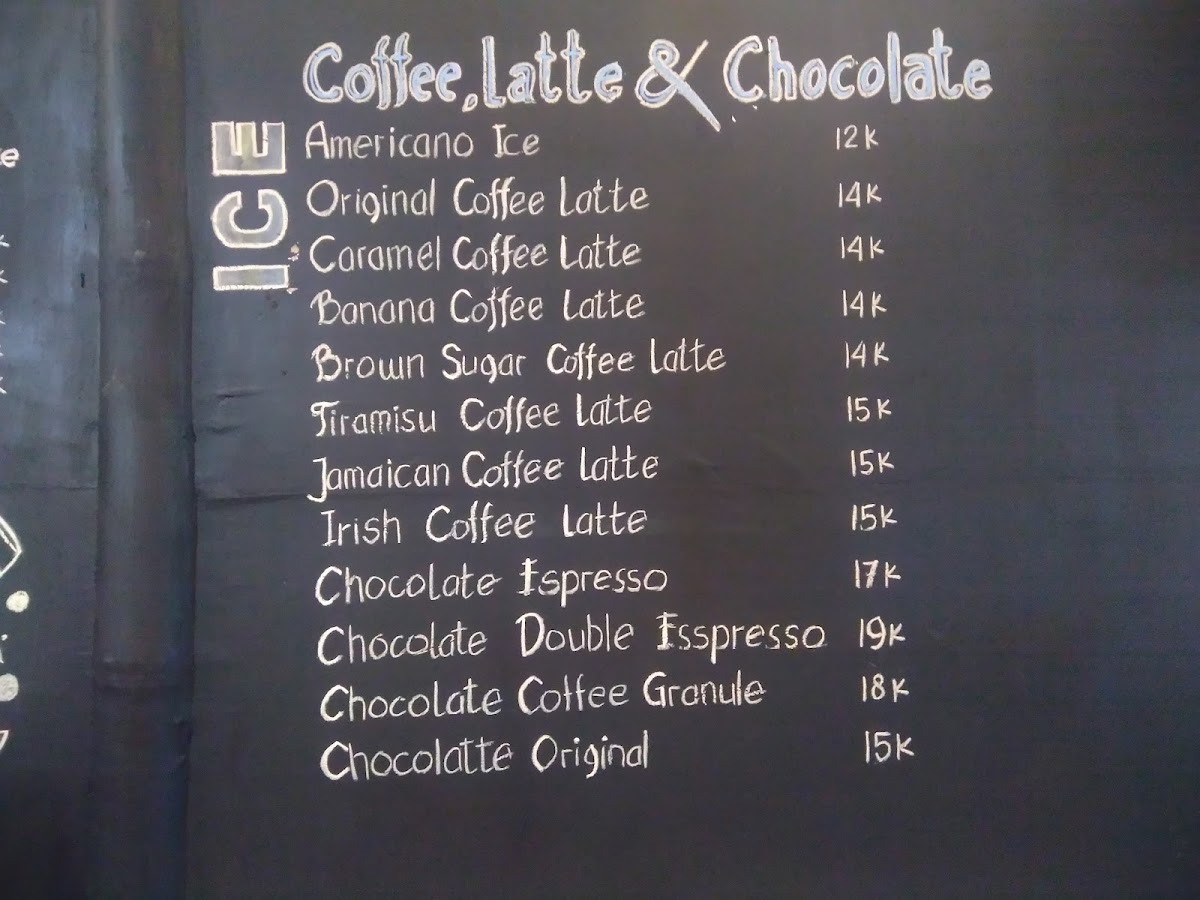 Coffee, Latte & Chocolate
ICE
Americano Ice 12K
Original Coffee Latte 14K
Caramel Coffee Latte 14K
Banana Coffee Latte 14K
Brown Sugar Coffee Latte 14K
Tiramisu Coffee Latte 15K
Jamaican Coffee Latte 15K
Irish Coffee Latte 15K
Chocolate Espresso 17K
Chocolate Double Esspresso 19K
Chocolate Coffee Granule 18K
Chocolatte Original 15K